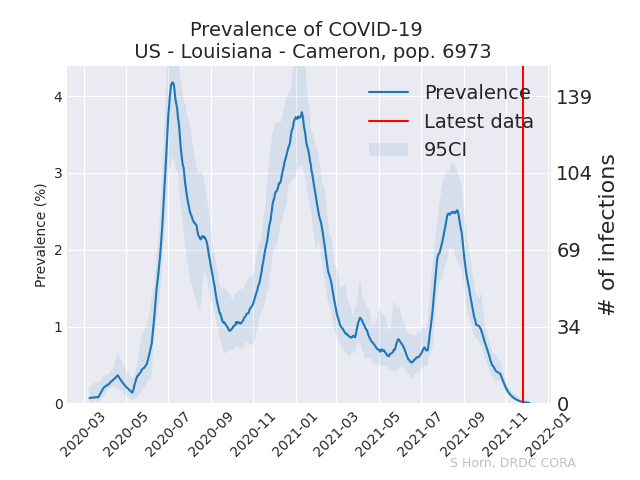 Prevalence of COVID-19
US - Louisiana - Cameron, pop. 6973
Prevalence
Latest data
95CI
Prevalence (%)
4
3
2
1
0
139
104
69
34
0
# of infections
2020-03
2020-05
2020-07
2020-09
2020-11
2021-01
2021-03
2021-05
2021-07
2021-09
2021-11
2022-01
S Horn, DRDC CORA